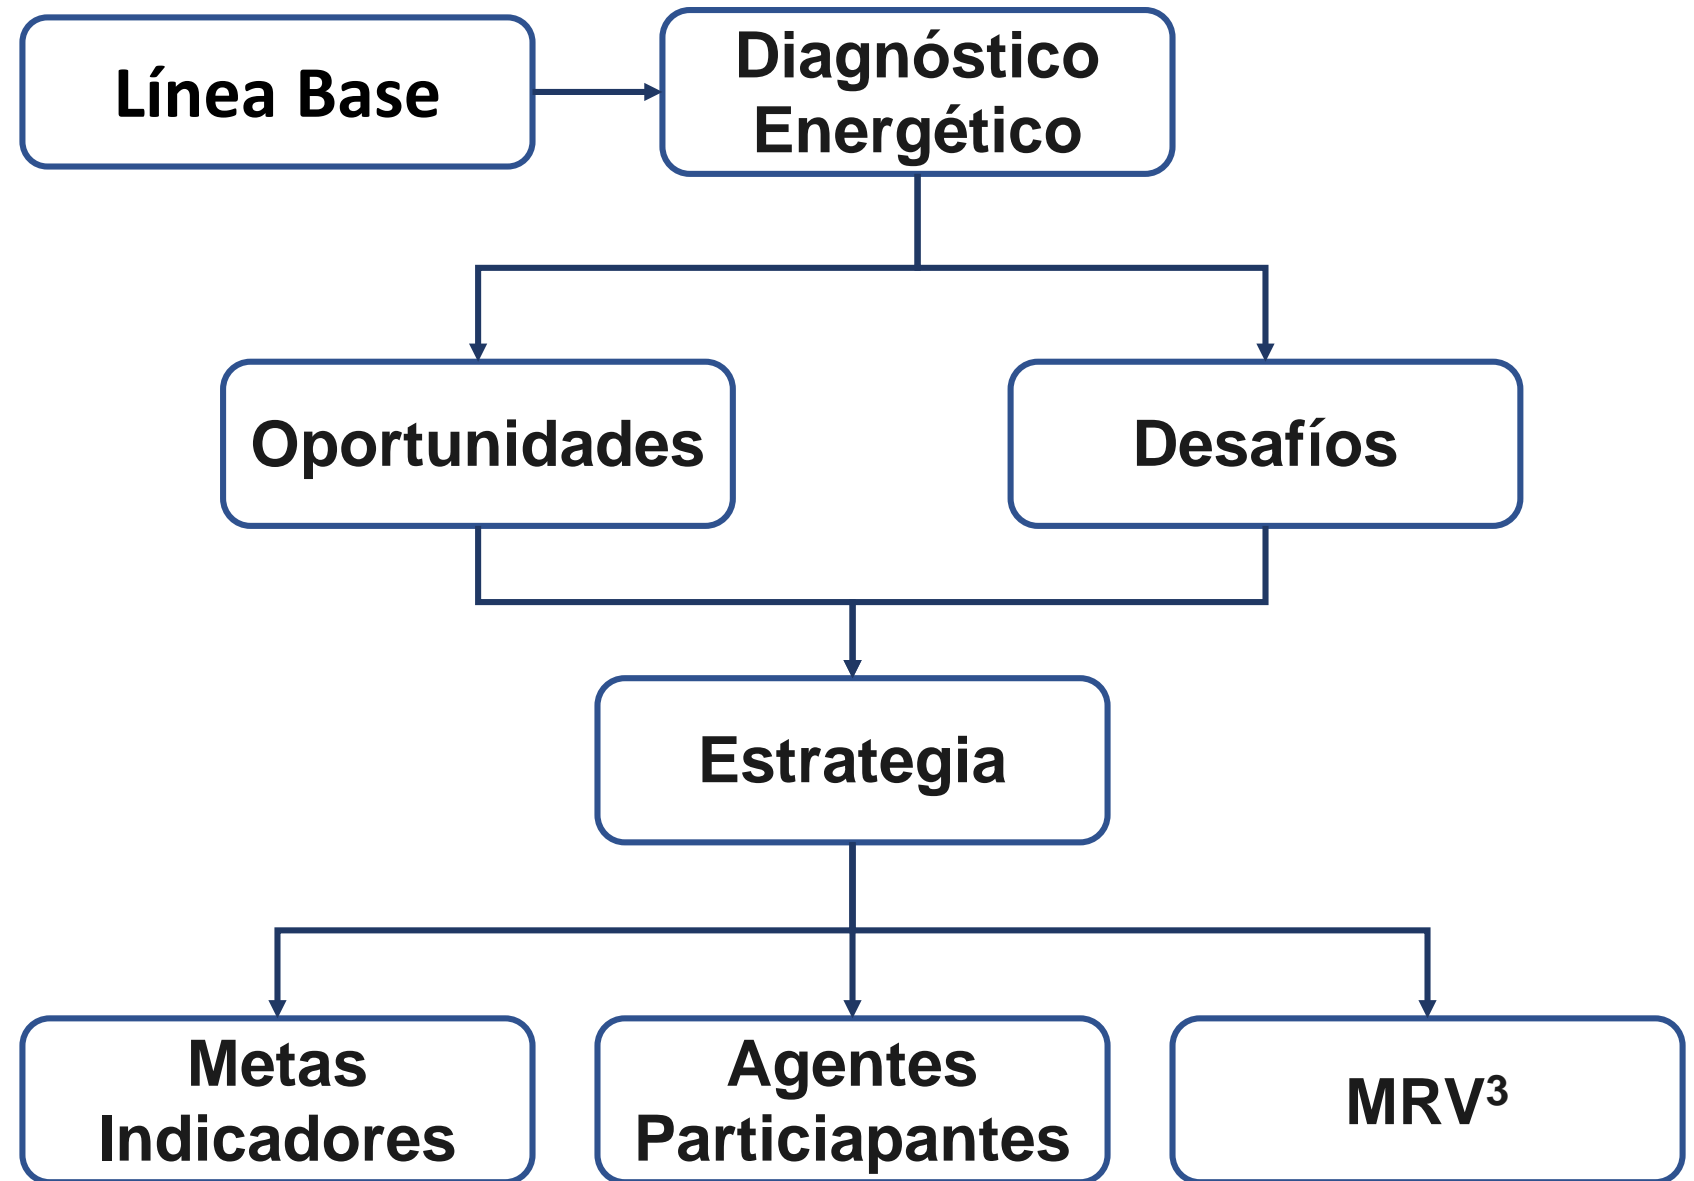 Línea Base
Diagnóstico
Energético
Oportunidades
Desafíos
Estrategia
Metas
Indicadores
Agentes
Particiapantes
MRV³